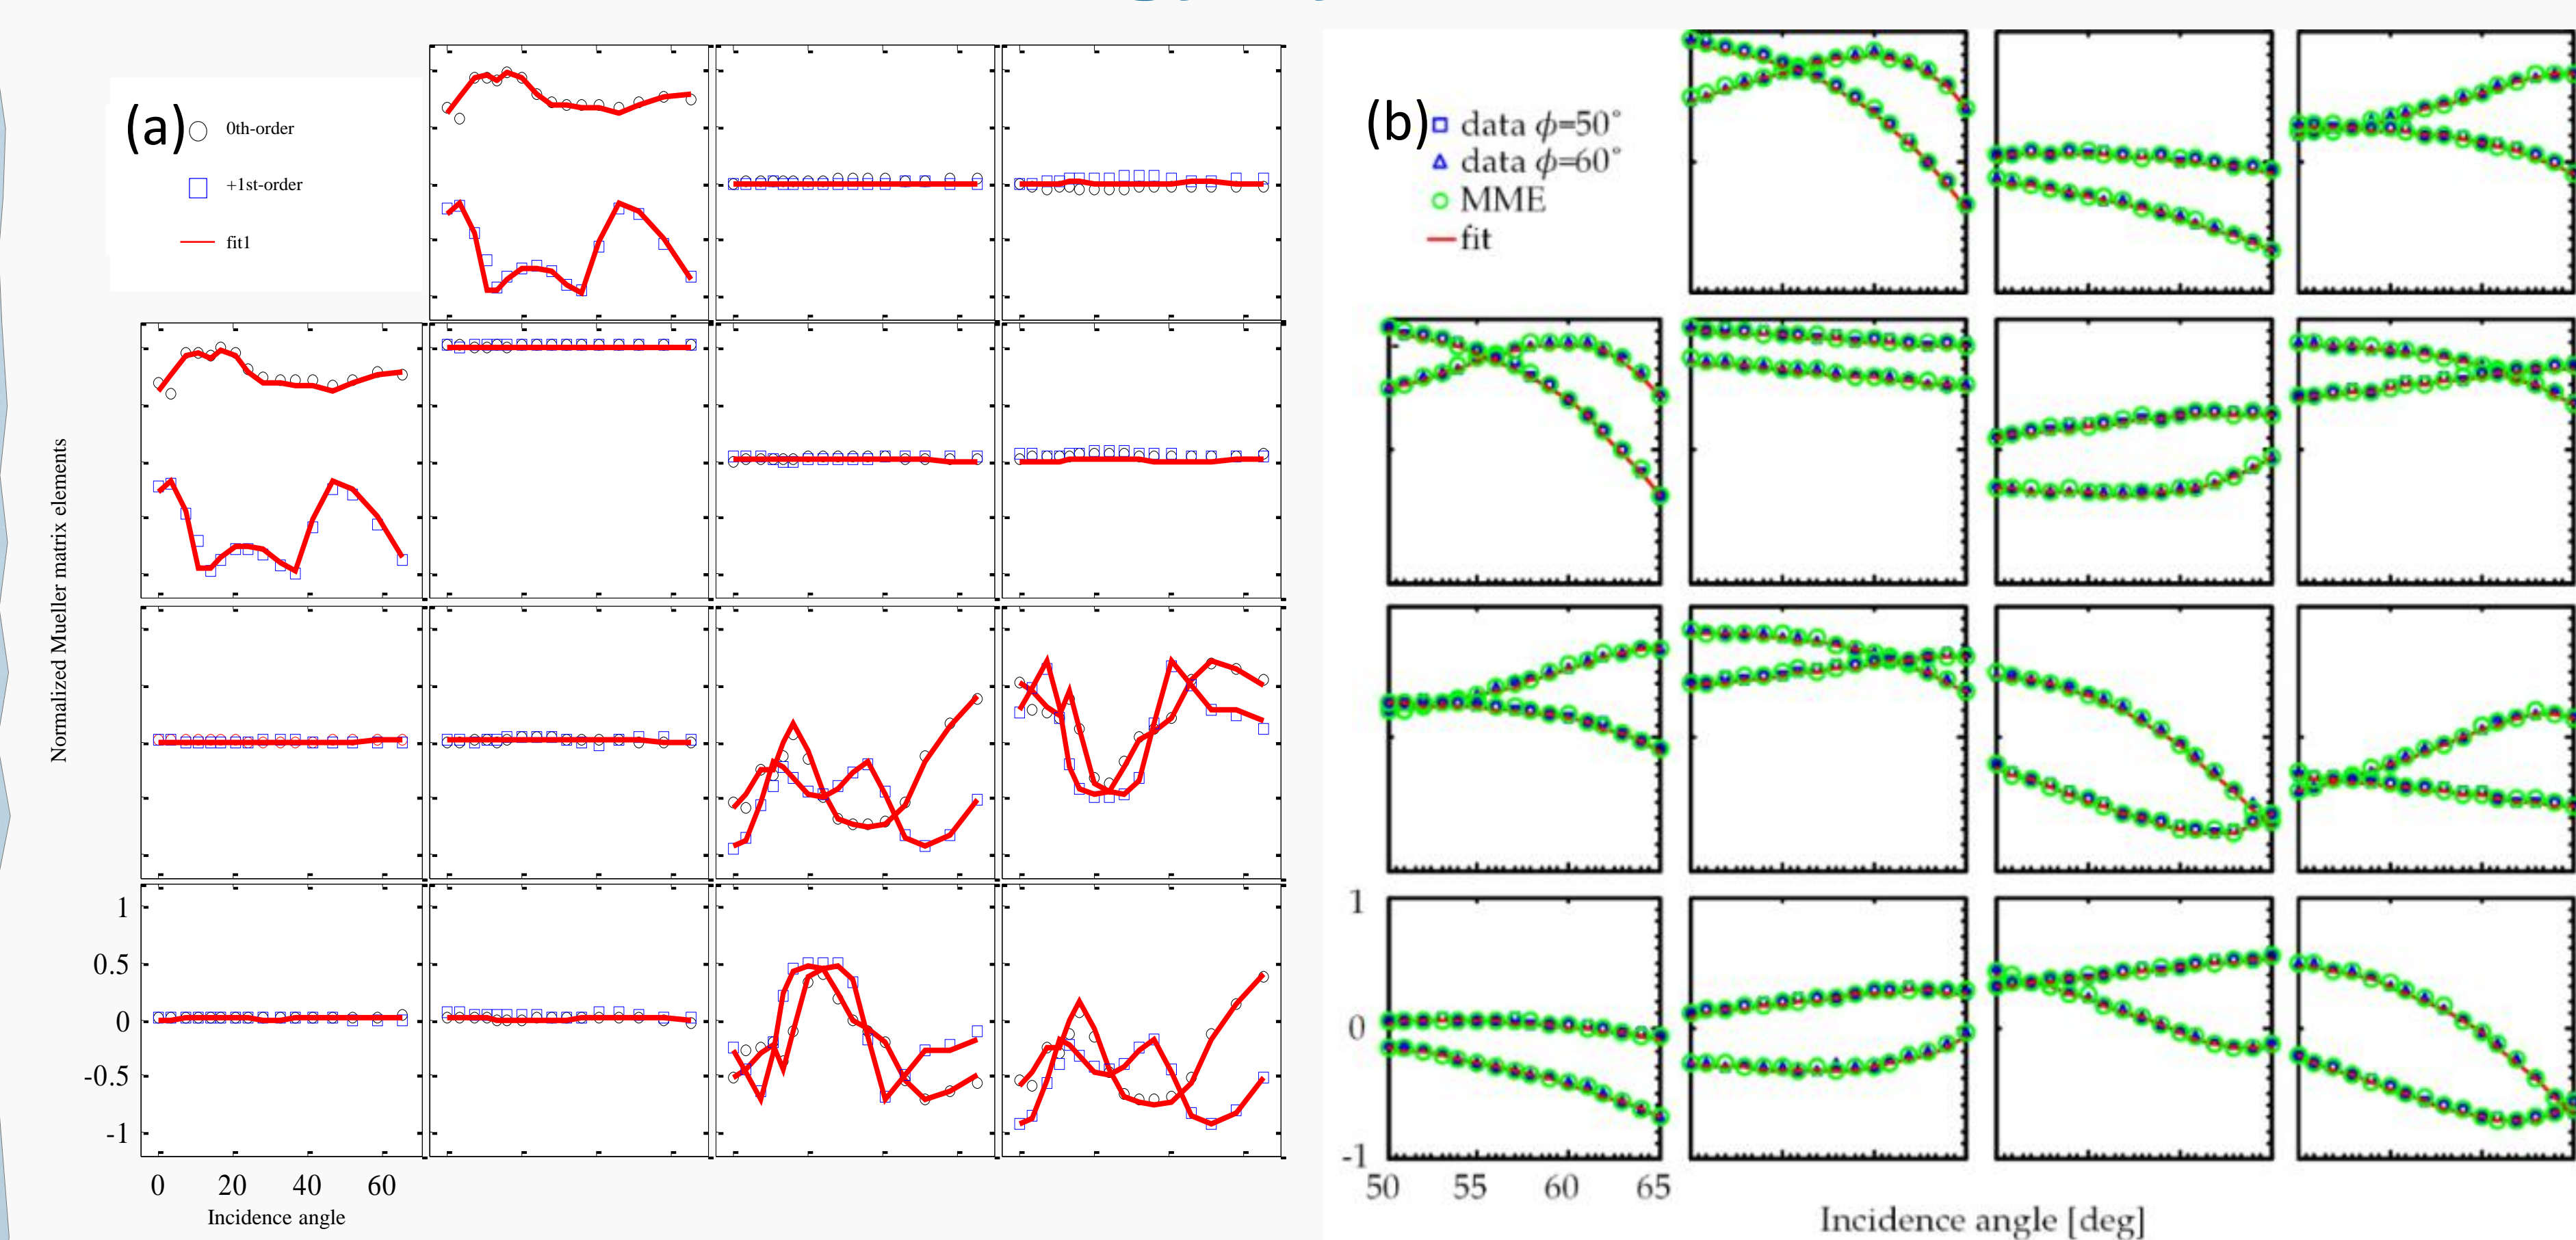 (a)
0th-order
+1st-order
fit1
Normalized Mueller matrix elements
1
0.5
0
-0.5
-1
0 20 40 60
Incidence angle
(b)
data ϕ=50°
data ϕ=60°
MME
fit
1
0
-1
50 55 60 65
Incidence angle [deg]